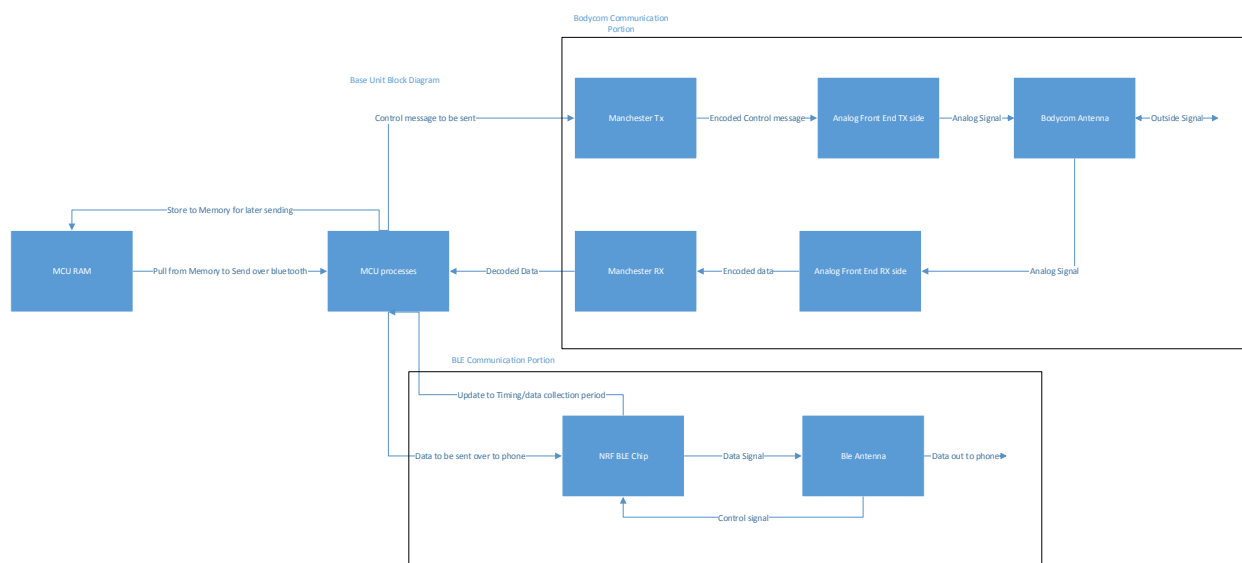 Bodycom Communication
Portion
Base Unit Block Diagram
Control message to be sent
Manchester Tx
Encoded Control message
Analog Front End TX side
Analog Signal
Bodycom Antenna
Outside Signal
Store to Memory for later sending
MCU RAM
Pull from Memory to Send over bluetooth
MCU processes
Decoded Data
Manchester RX
Encoded data
Analog Front End RX side
Analog Signal
BLE Communication Portion
Update to Timing/data collection period
Data to be sent over to phone
NRF BLE Chip
Data Signal
Ble Antenna
Data out to phone
Control signal